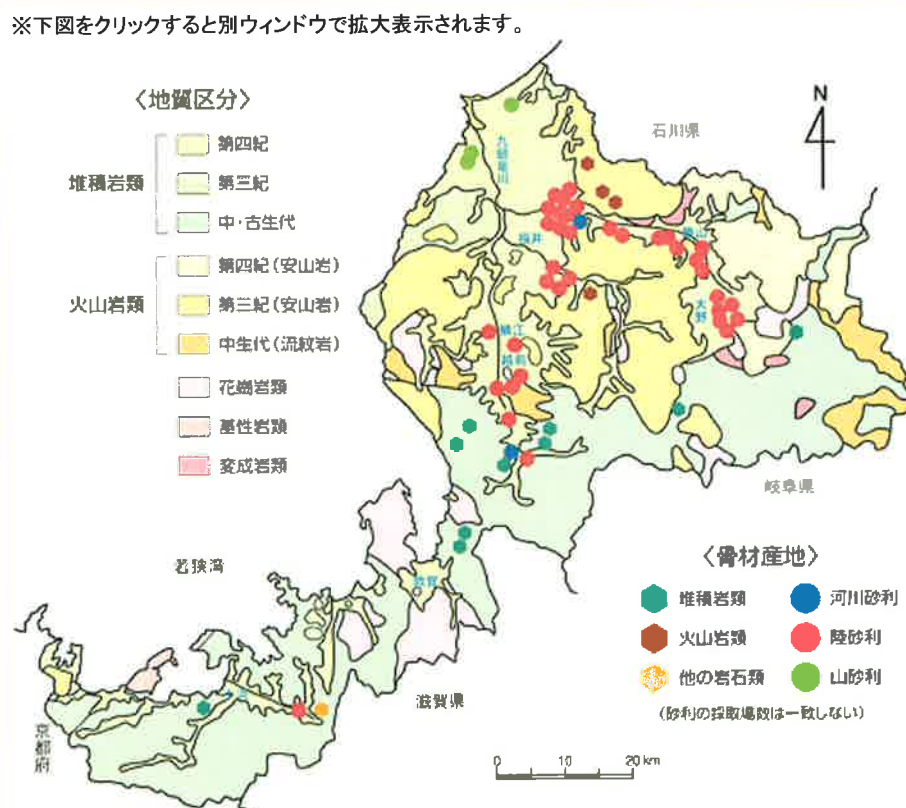 ※下図をクリックすると別ウィンドウで拡大表示されます。
〈地質区分〉
堆積岩類
第四紀
第三紀
中・古生代
火山岩類
第四紀(安山岩)
第三紀(安山岩)
中生代(流紋岩)
花崗岩類
塩基性岩類
変成岩類
N
石川県
九頭竜川
福井
勝山
大野
鯖江
越前
岐阜県
若狭湾
敦賀
滋賀県
京都府
〈骨材産地〉
堆積岩類
河川砂利
火山岩類
陸砂利
他の岩石類
山砂利
(砂利の採取場数は一致しない)
0 20 km